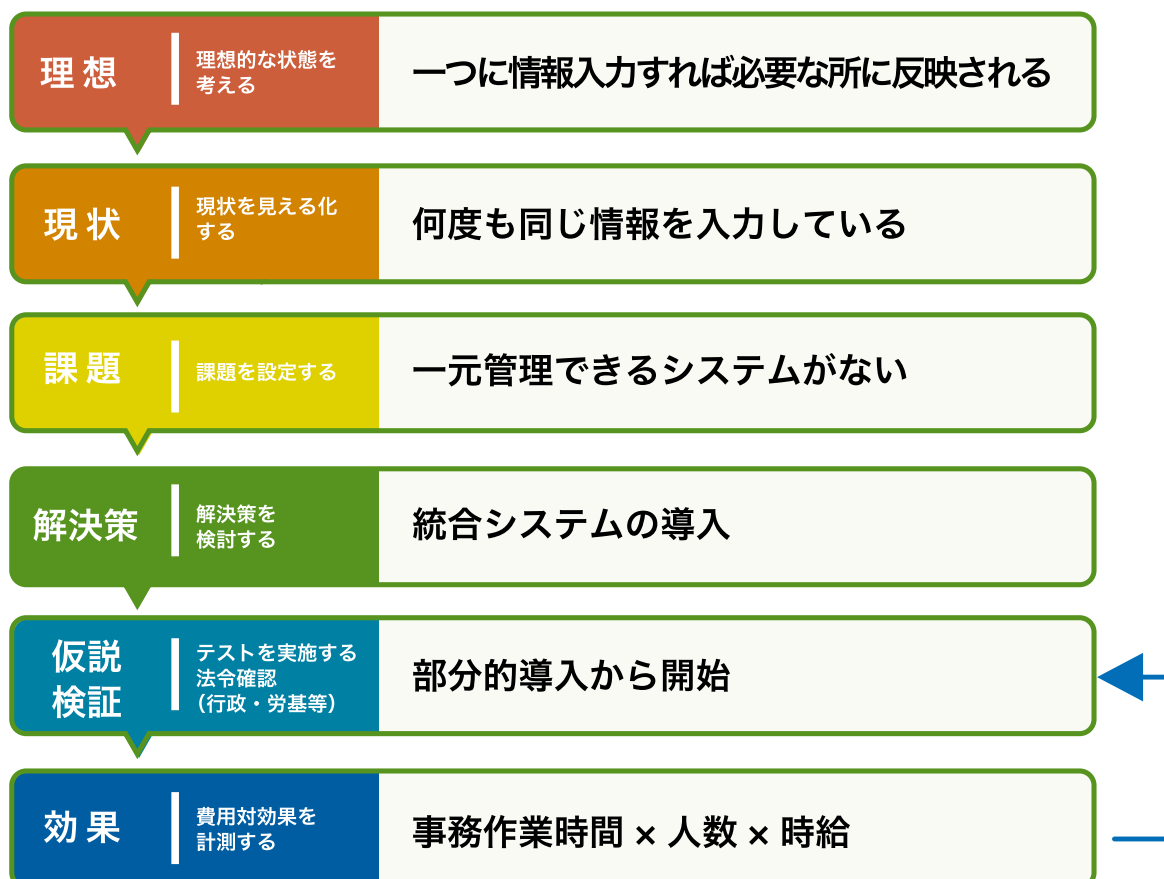 理想
理想的な状態を
考える
一つに情報入力すれば必要な所に反映される
現状
現状を見える化
する
何度も同じ情報を入力している
課題
課題を設定する
一元管理できるシステムがない
解決策
解決策を
検討する
統合システムの導入
仮説
検証
テストを実施する
法令確認
（行政・労基等）
部分的導入から開始
効果
費用対効果を
計測する
事務作業時間 × 人数 × 時給